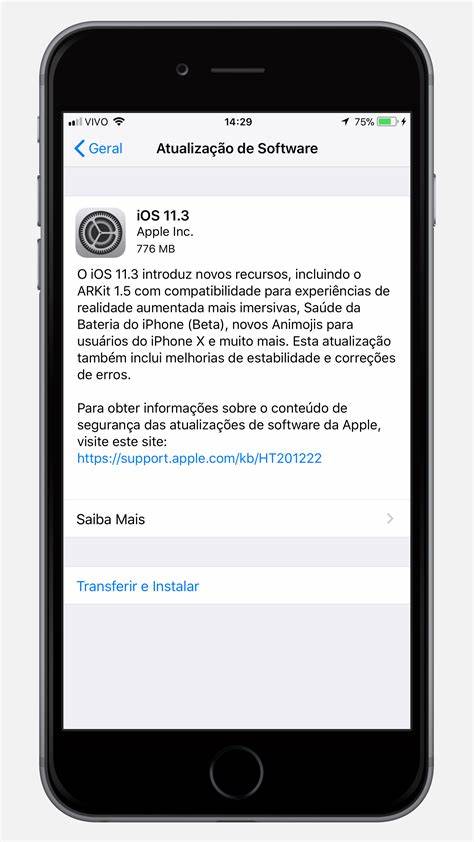 VIVO 14:29 75%
Geral Atualização de Software
iOS 11.3
Apple Inc.
776 MB
O iOS 11.3 introduz novos recursos, incluindo o
ARKit 1.5 com compatibilidade para experiências de
realidade aumentada mais imersivas, Saúde da
Bateria do iPhone (Beta), novos Animojis para
usuários do iPhone X e muito mais. Esta atualização
também inclui melhorias de estabilidade e correções
de erros.
Para obter informações sobre o conteúdo de
segurança das atualizações de software da Apple,
visite este site:
https://support.apple.com/kb/HT201222
Saiba Mais
Transferir e Instalar